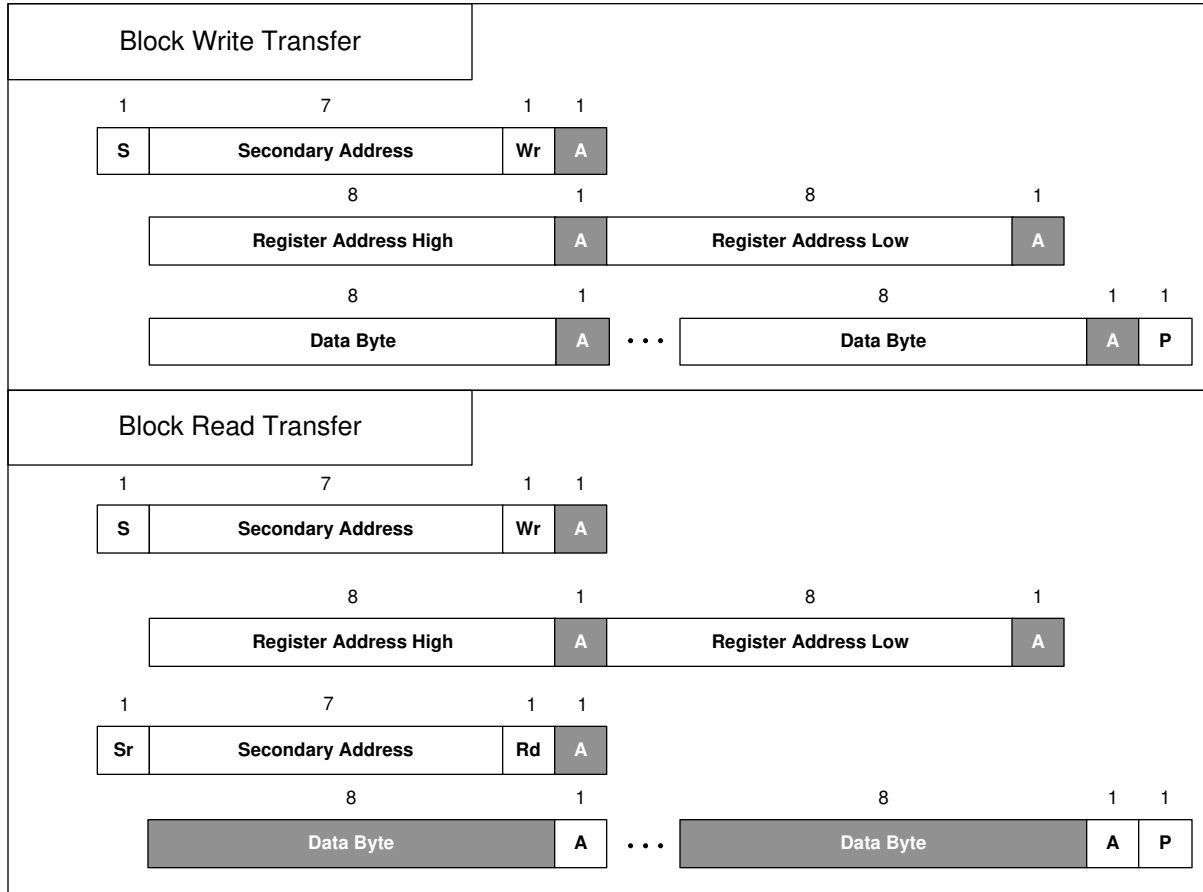 Block Write Transfer
1 7 1 1
S Secondary Address Wr A
8 1 8 1
Register Address High A Register Address Low A
8 1 8 1 1
Data Byte A • • • Data Byte A P
Block Read Transfer
1 7 1 1
S Secondary Address Wr A
8 1 8 1
Register Address High A Register Address Low A
1 7 1 1
Sr Secondary Address Rd A
8 1 8 1 1
Data Byte A • • • Data Byte A P